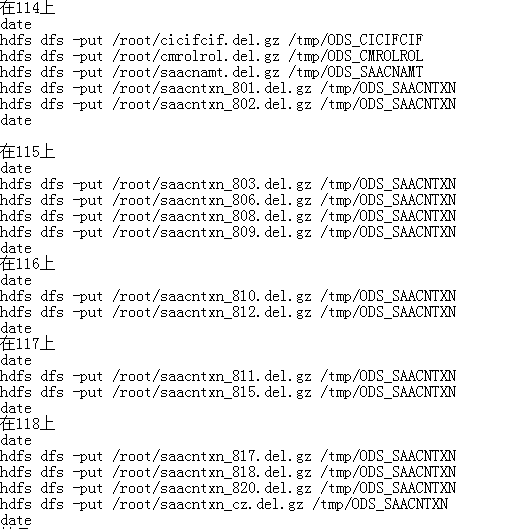 在114上
date
hdfs dfs -put /root/cicifcif.del.gz /tmp/ODS_CICIFCIF
hdfs dfs -put /root/cmrolrol.del.gz /tmp/ODS_CMROLROL
hdfs dfs -put /root/saacnamt.del.gz /tmp/ODS_SAACNAMT
hdfs dfs -put /root/saacntxn_801.del.gz /tmp/ODS_SAACNTXN
hdfs dfs -put /root/saacntxn_802.del.gz /tmp/ODS_SAACNTXN
date
在115上
date
hdfs dfs -put /root/saacntxn_803.del.gz /tmp/ODS_SAACNTXN
hdfs dfs -put /root/saacntxn_806.del.gz /tmp/ODS_SAACNTXN
hdfs dfs -put /root/saacntxn_808.del.gz /tmp/ODS_SAACNTXN
hdfs dfs -put /root/saacntxn_809.del.gz /tmp/ODS_SAACNTXN
date
在116上
date
hdfs dfs -put /root/saacntxn_810.del.gz /tmp/ODS_SAACNTXN
hdfs dfs -put /root/saacntxn_812.del.gz /tmp/ODS_SAACNTXN
date
在117上
date
hdfs dfs -put /root/saacntxn_811.del.gz /tmp/ODS_SAACNTXN
hdfs dfs -put /root/saacntxn_815.del.gz /tmp/ODS_SAACNTXN
date
在118上
date
hdfs dfs -put /root/saacntxn_817.del.gz /tmp/ODS_SAACNTXN
hdfs dfs -put /root/saacntxn_818.del.gz /tmp/ODS_SAACNTXN
hdfs dfs -put /root/saacntxn_820.del.gz /tmp/ODS_SAACNTXN
hdfs dfs -put /root/saacntxn_cz.del.gz /tmp/ODS_SAACNTXN
date